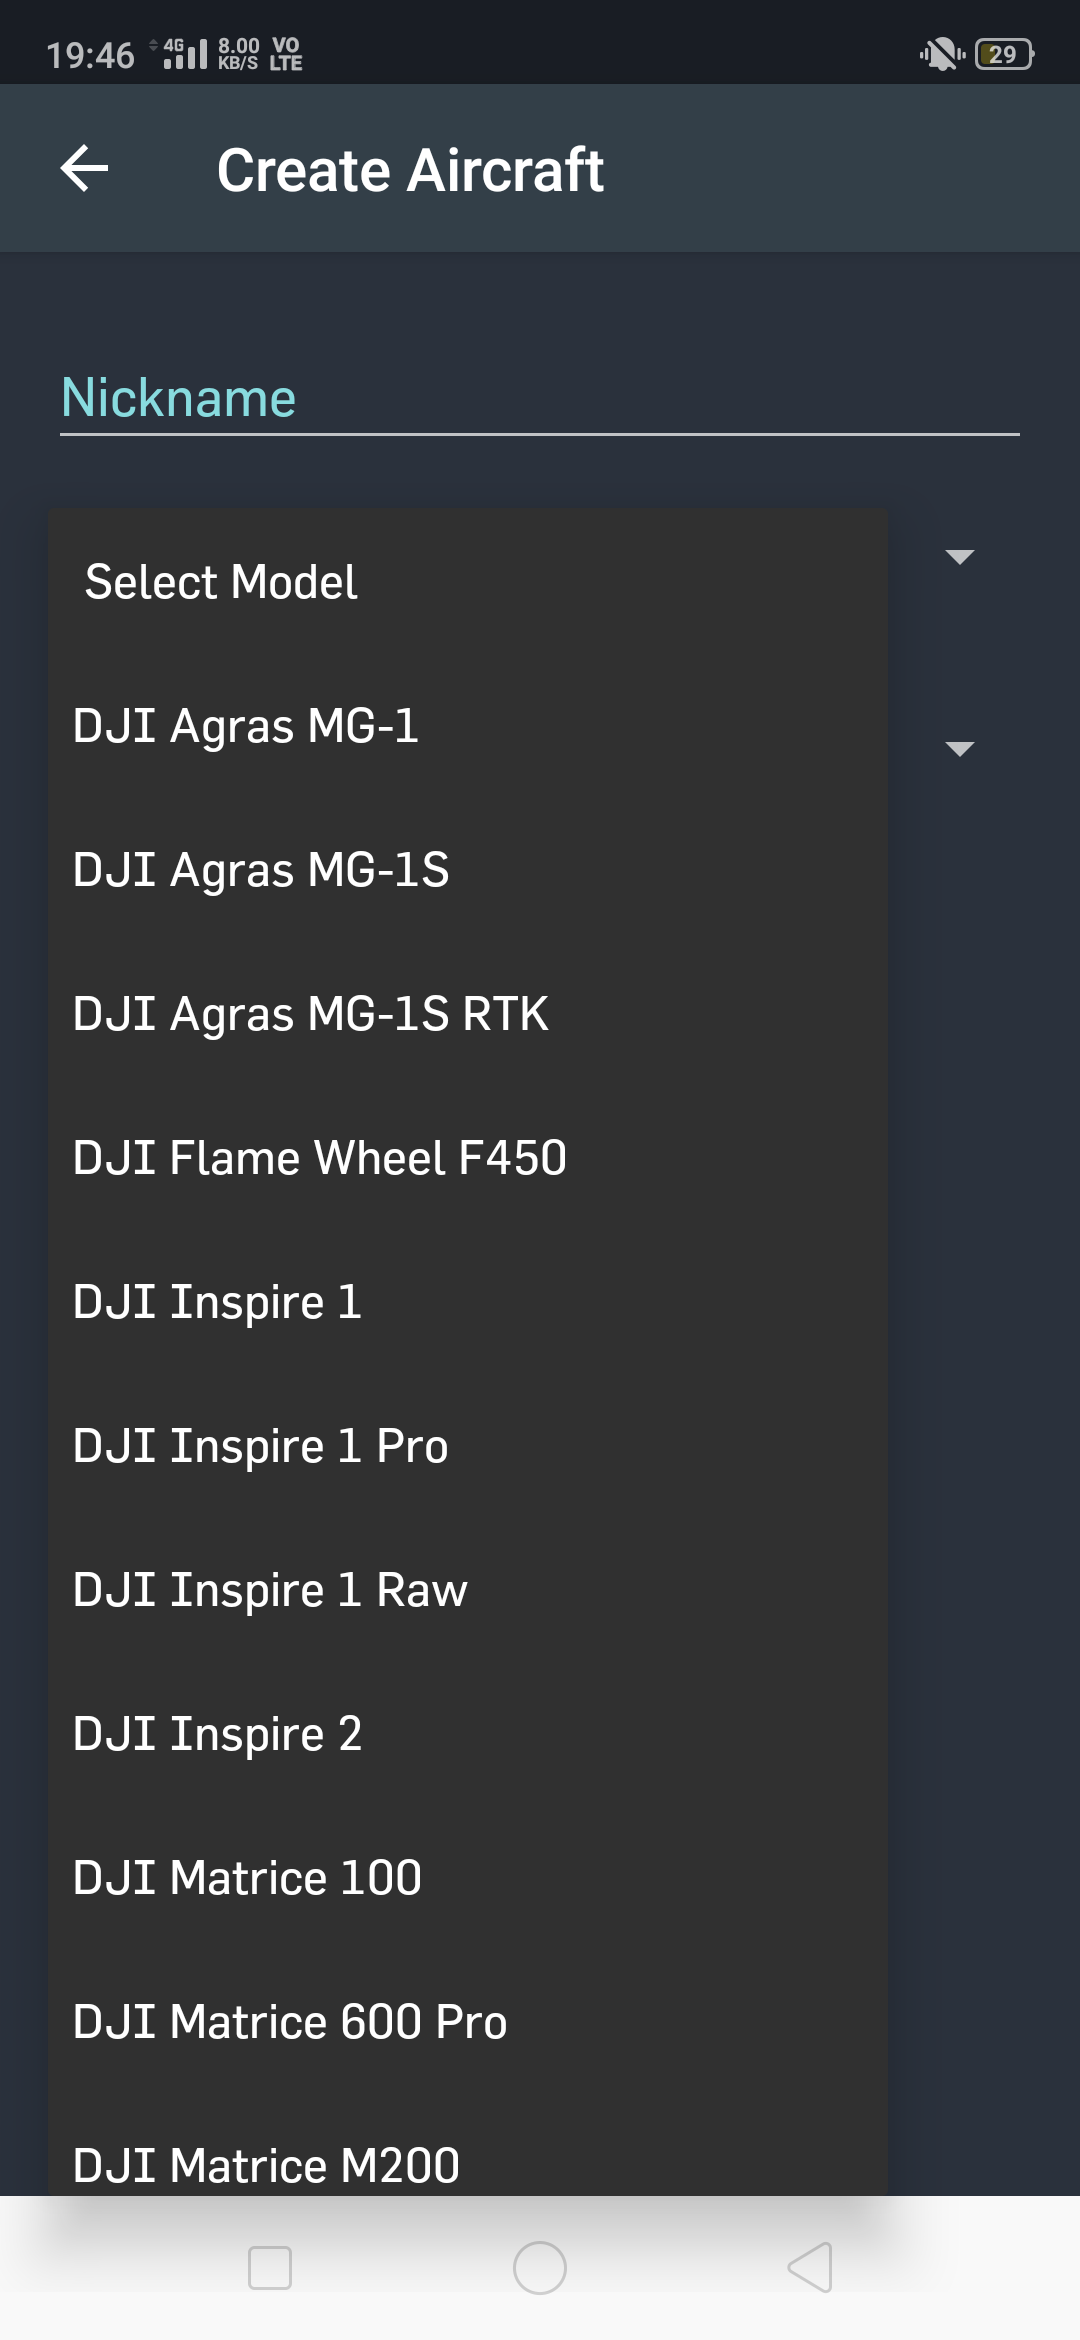 19:46 4G 8.00 KB/S VO LTE 29
Create Aircraft
Nickname
Select Model
DJI Agras MG-1
DJI Agras MG-1S
DJI Agras MG-1S RTK
DJI Flame Wheel F450
DJI Inspire 1
DJI Inspire 1 Pro
DJI Inspire 1 Raw
DJI Inspire 2
DJI Matrice 100
DJI Matrice 600 Pro
DJI Matrice M200